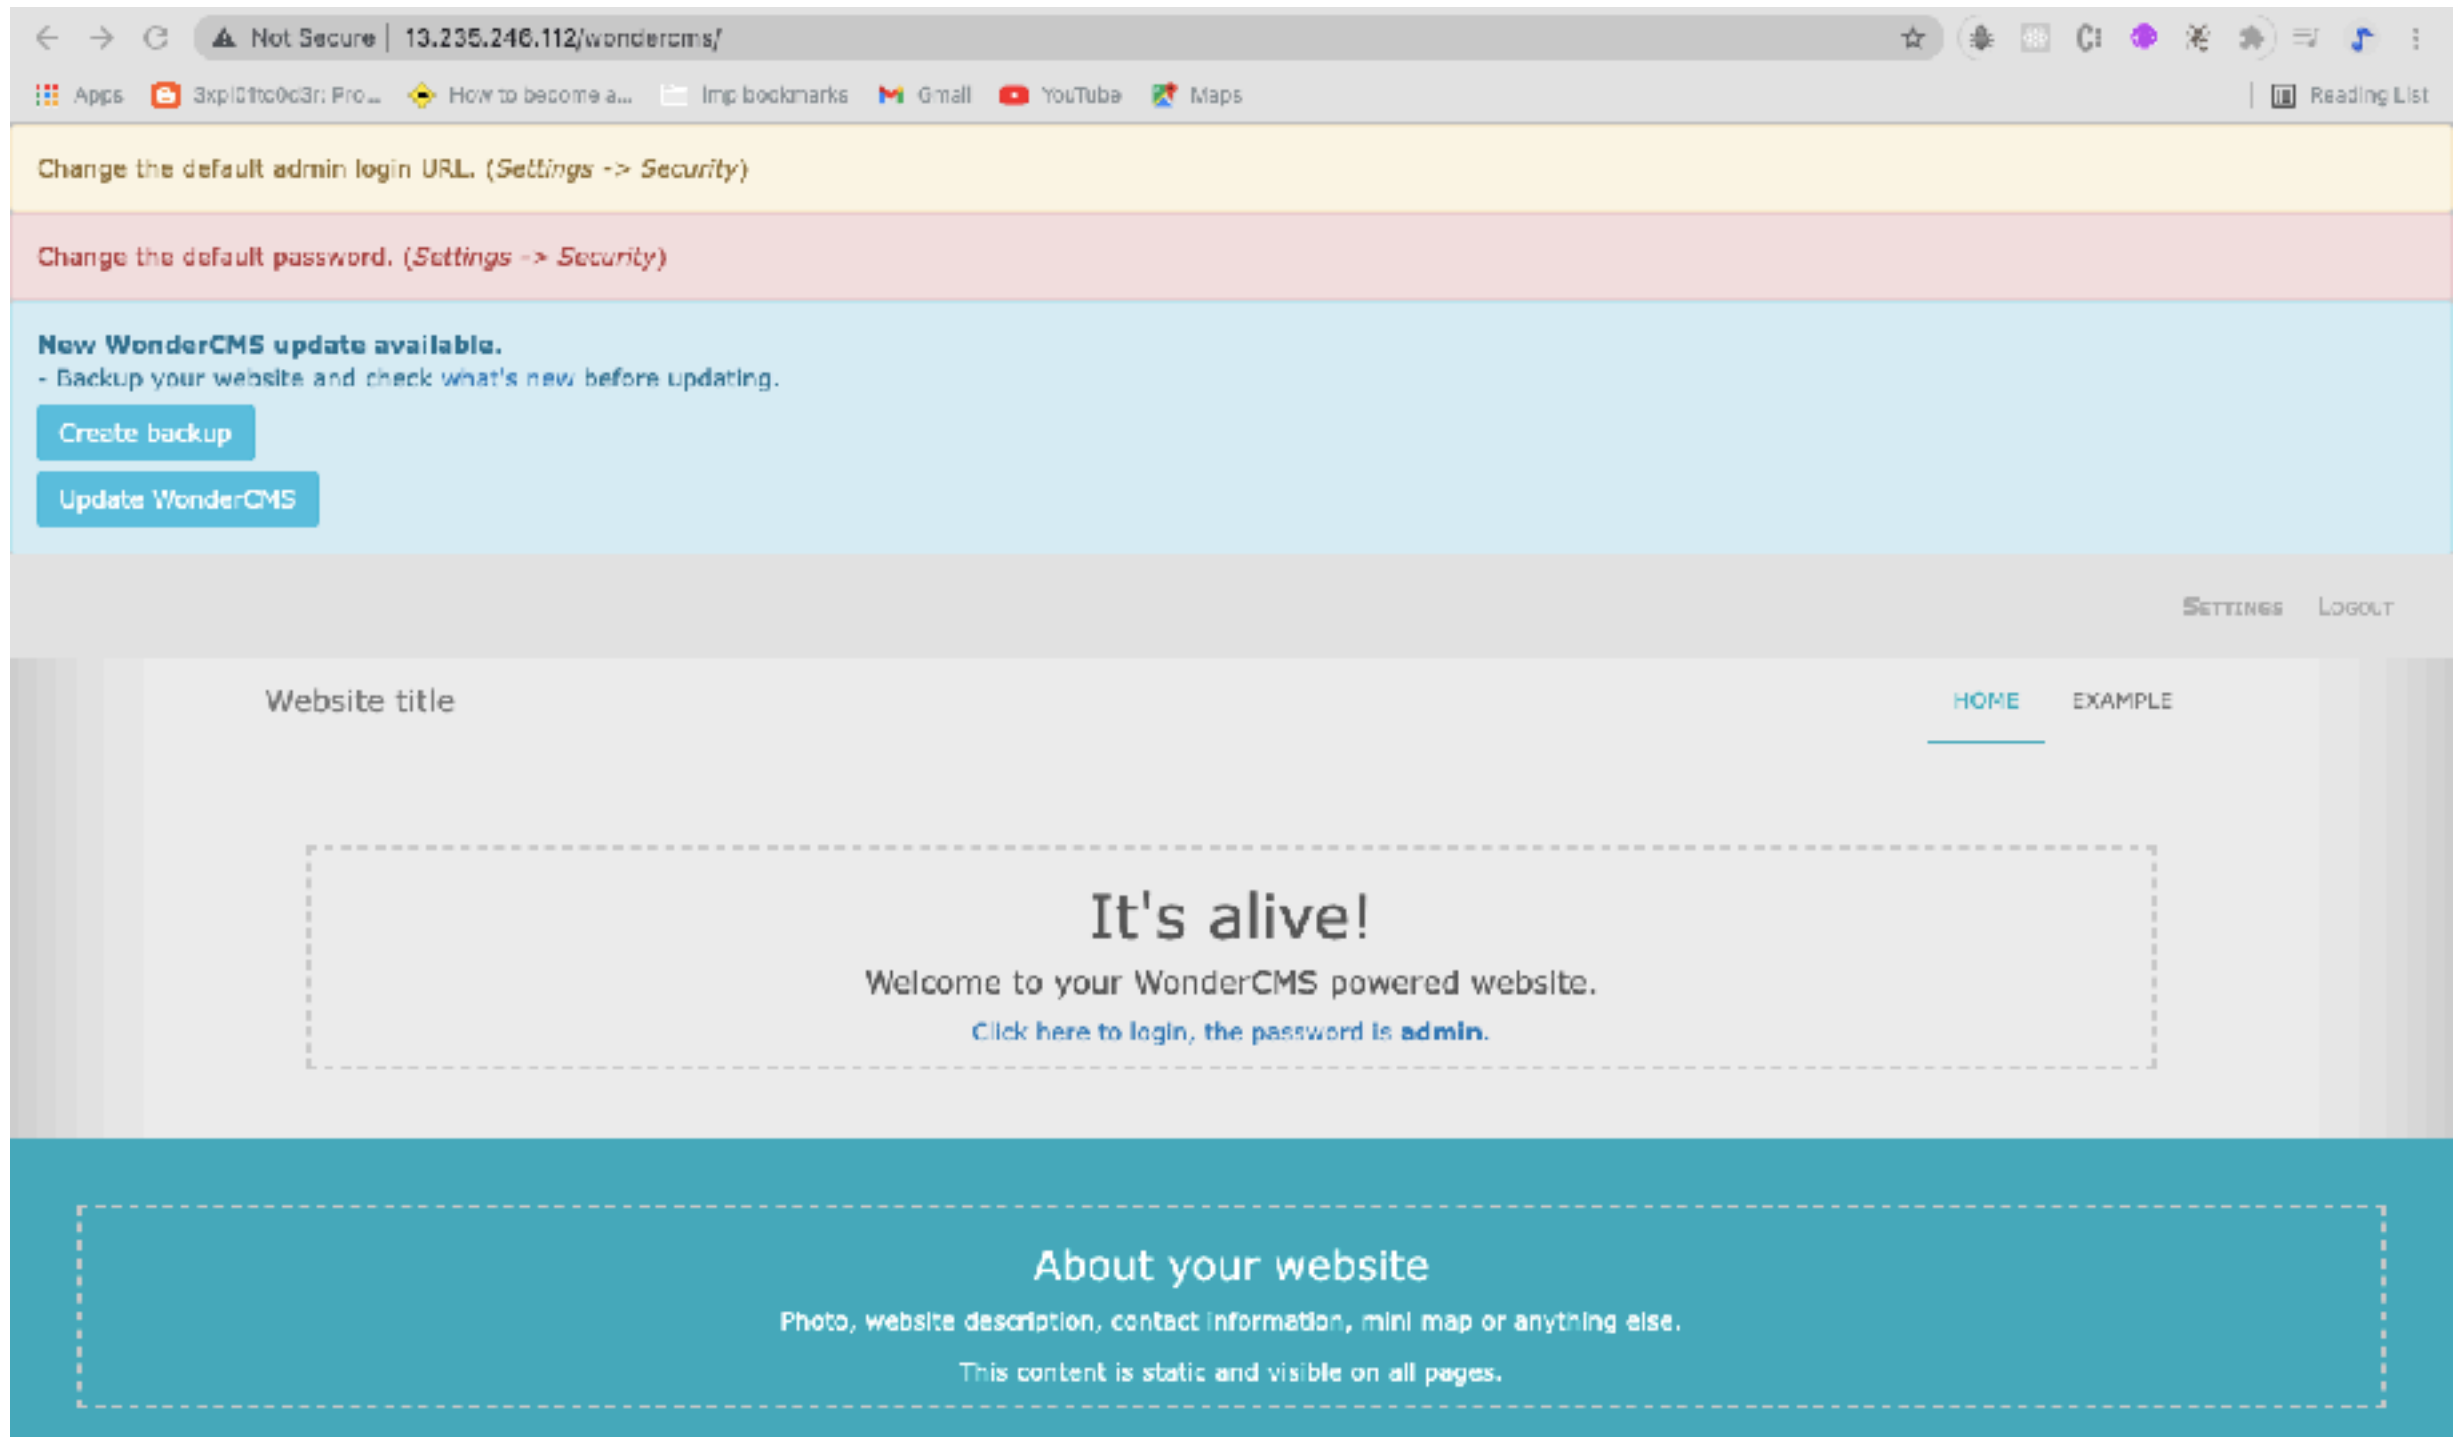 Not Secure | 13.235.246.112/wondercms/
Apps 3xpl01tc0d3r: Pro... How to become a... Imp bookmarks Gmail YouTube Maps Reading List
Change the default admin login URL. (Settings -> Security)
Change the default password. (Settings -> Security)
New WonderCMS update available.
- Backup your website and check what's new before updating.
Create backup
Update WonderCMS
SETTINGS LOGOUT
Website title HOME EXAMPLE
It's alive!
Welcome to your WonderCMS powered website.
Click here to login, the password is admin.
About your website
Photo, website description, contact information, mini map or anything else.
This content is static and visible on all pages.